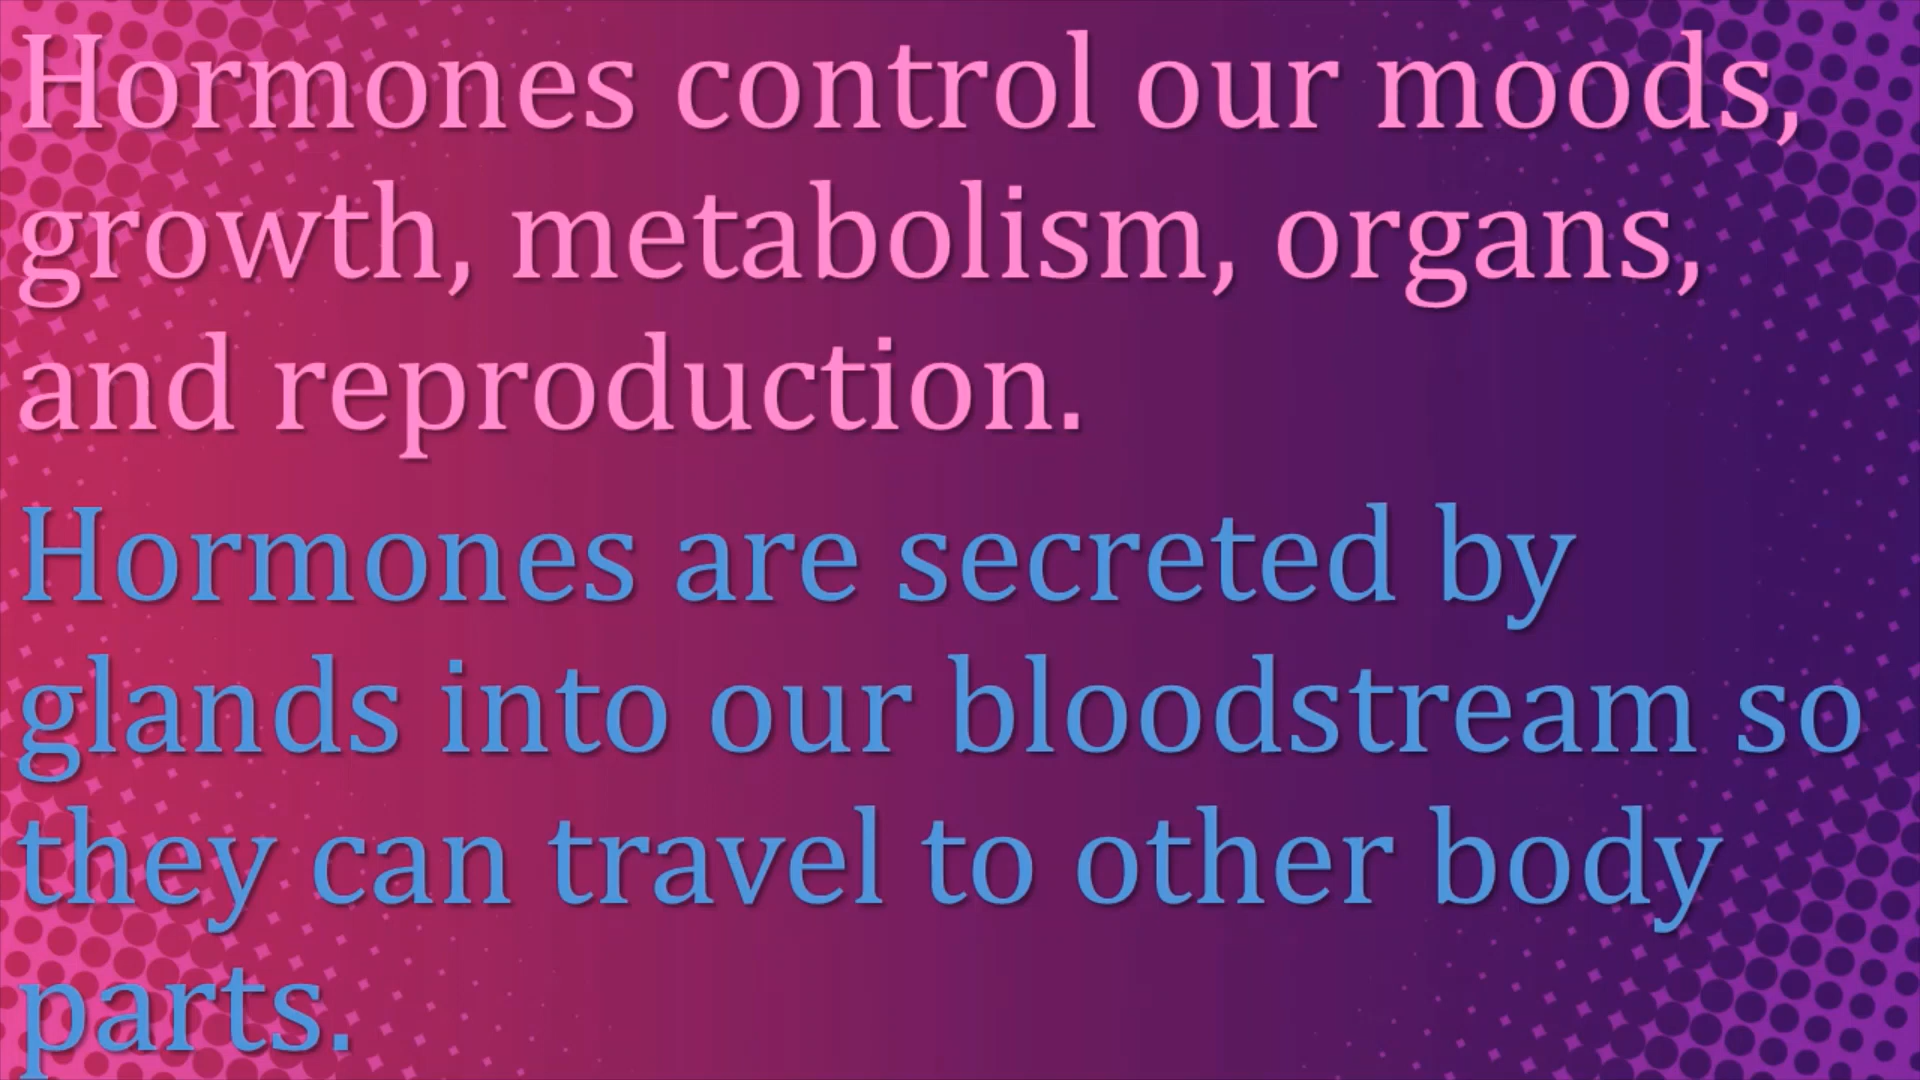 Hormones control our moods,
growth, metabolism, organs,
and reproduction.
Hormones are secreted by
glands into our bloodstream so
they can travel to other body
parts.